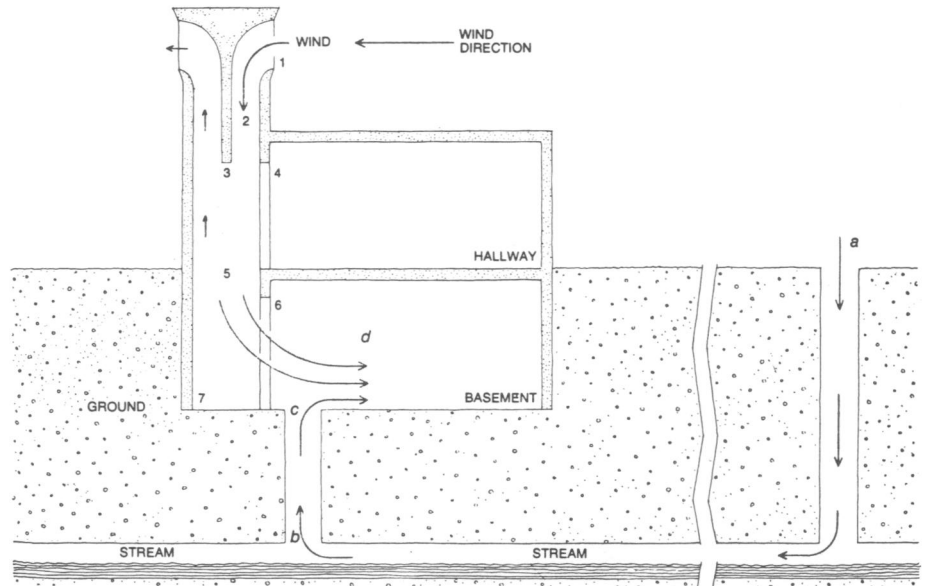 WIND
WIND
DIRECTION
1
2
3
4
HALLWAY
a
5
6
d
7
GROUND
c
BASEMENT
b
STREAM
STREAM